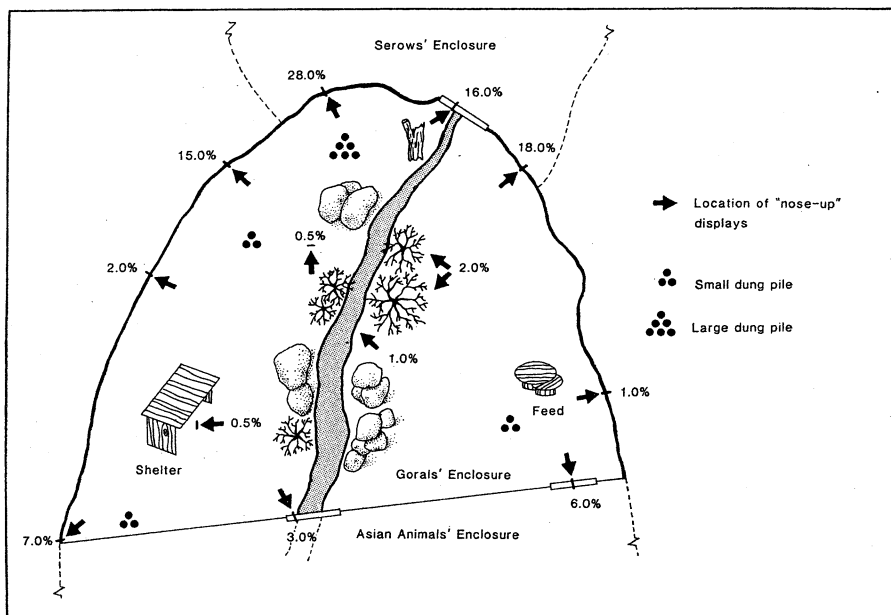 Serows' Enclosure
28.0%
16.0%
15.0%
18.0%
Location of "nose-up"
displays
0.5%
2.0%
2.0%
Small dung pile
Large dung pile
1.0%
1.0%
Feed
0.5%
Shelter
Gorals' Enclosure
6.0%
7.0%
3.0%
Asian Animals' Enclosure